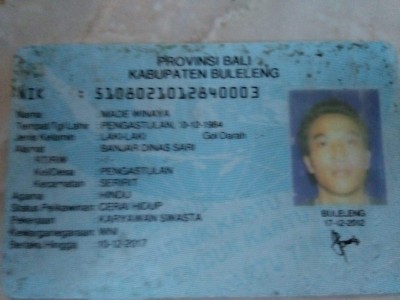 PROVINSI BALI
KABUPATEN BULELENG
NIK : 5108021012840003
Nama : MADE WINAYA
Tempat/Tgl Lahir : PENGASTULAN, 10-12-1984
Jenis Kelamin : LAKI-LAKI Gol Darah
Alamat : BANJAR DINAS SARI
RT/RW : - / -
Kel/Desa : PENGASTULAN
Kecamatan : SERIRIT
Agama : HINDU
Status Perkawinan : CERAI HIDUP
Pekerjaan : KARYAWAN SWASTA
Kewarganegaraan : WNI
Berlaku Hingga : 10-12-2017
BULELENG
17-12-2012